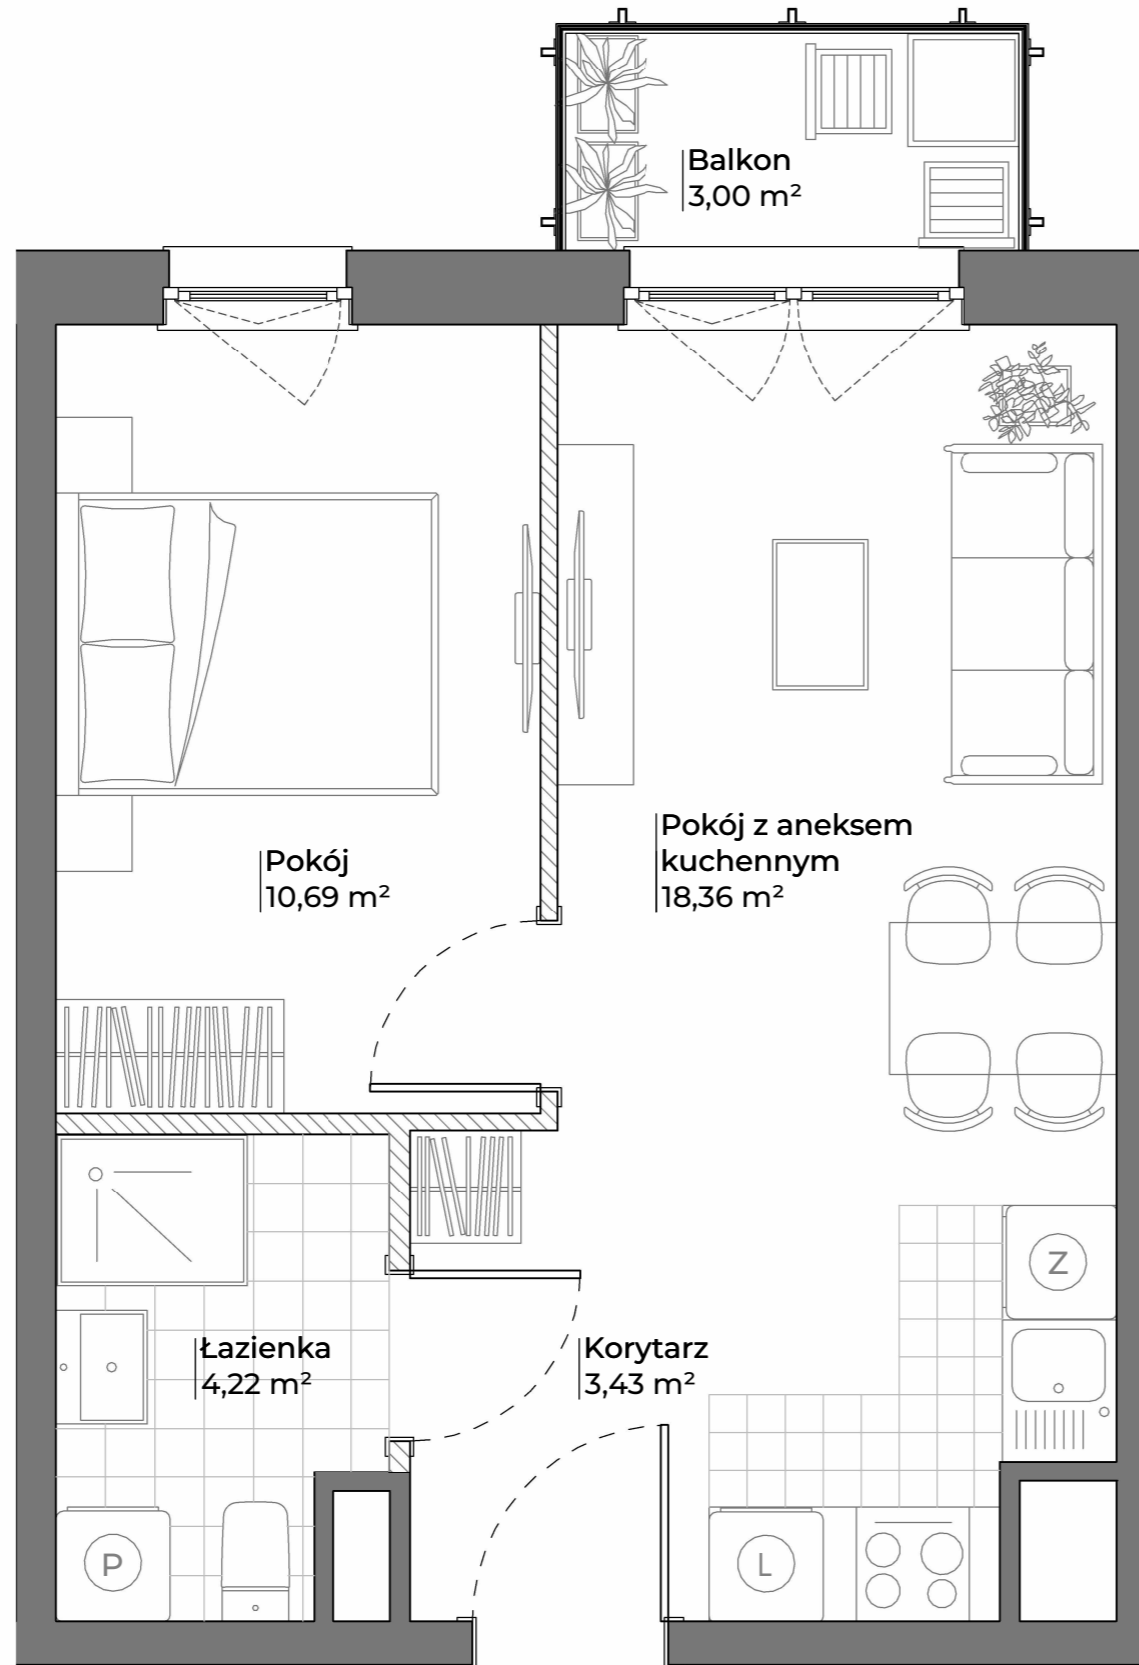 Balkon
3,00 m²
Pokój z aneksem
kuchennym
18,36 m²
Pokój
10,69 m²
Z
Łazienka
4,22 m²
Korytarz
3,43 m²
P
L